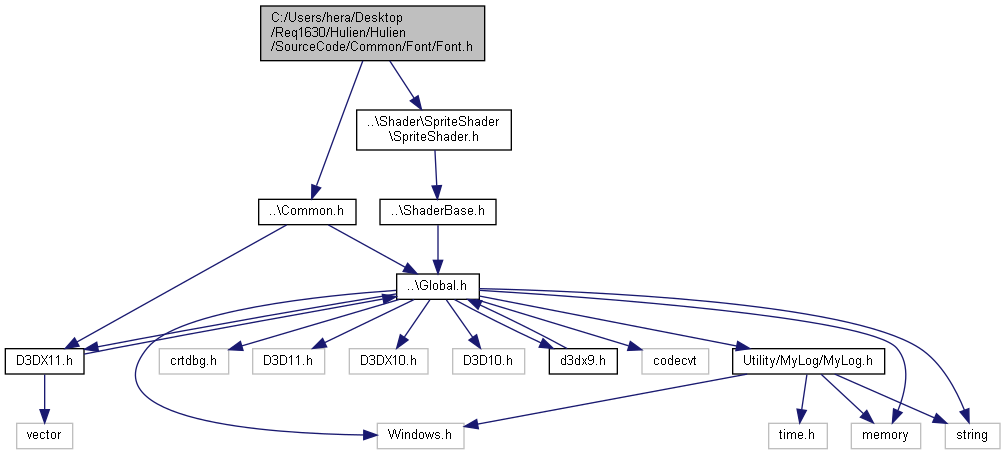 C:/Users/hera/Desktop
/Req1630/Hulien/Hulien
/SourceCode/Common/Font/Font.h
..\Shader\SpriteShader
\SpriteShader.h
..\Common.h
..\ShaderBase.h
..\Global.h
D3DX11.h
crtdbg.h
D3D11.h
D3DX10.h
D3D10.h
d3dx9.h
codecvt
Utility/MyLog/MyLog.h
vector
Windows.h
time.h
memory
string